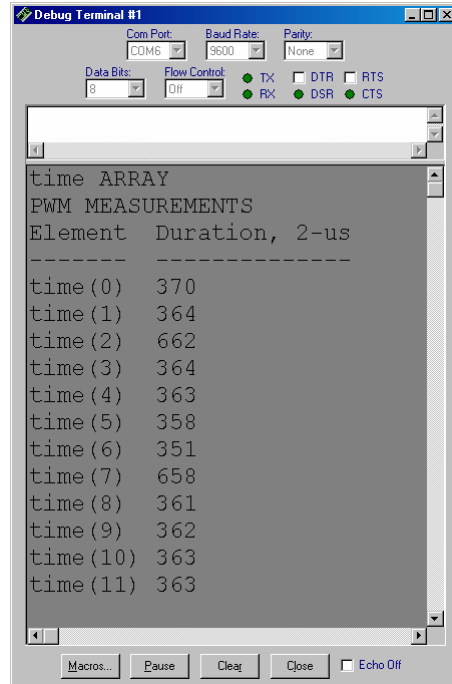 Debug Terminal #1
Com Port: Baud Rate: Parity:
COM6 9600 None
Data Bits: Flow Control: TX DTR RTS
8 Off RX DSR CTS
time ARRAY
PWM MEASUREMENTS
Element Duration, 2-us
------- --------------
time(0) 370
time(1) 364
time(2) 662
time(3) 364
time(4) 363
time(5) 358
time(6) 351
time(7) 658
time(8) 361
time(9) 362
time(10) 363
time(11) 363
Macros... Pause Clear Close Echo Off